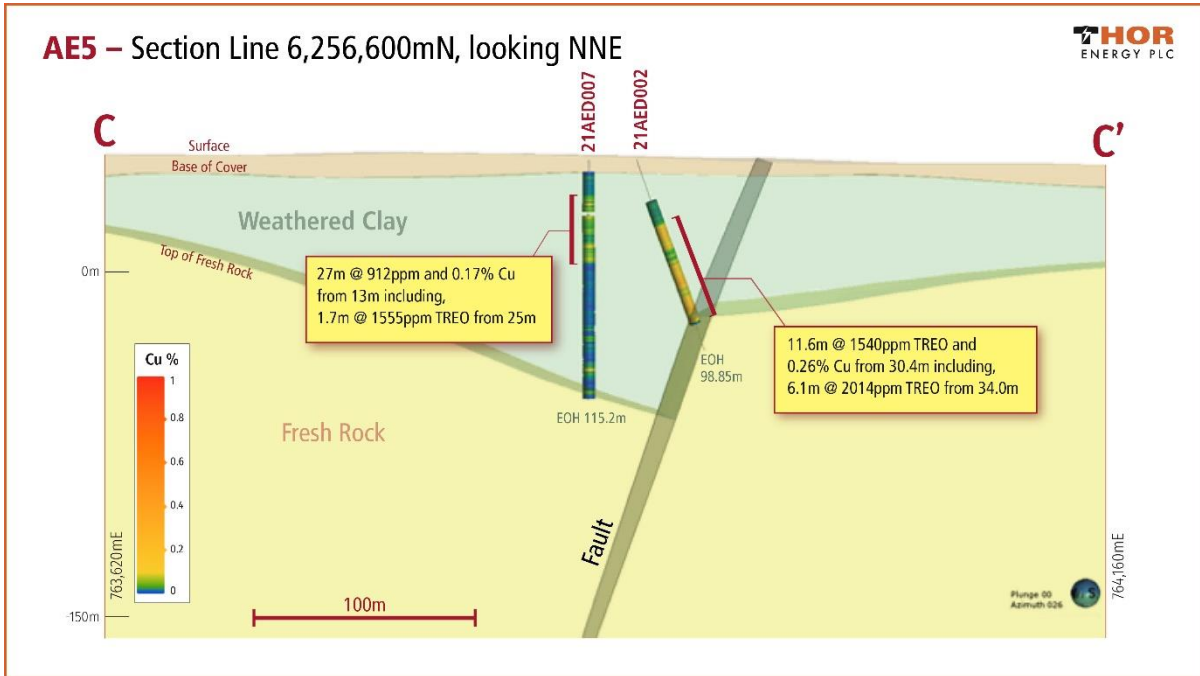 AE5 – Section Line 6,256,600mN, looking NNE
THOR
ENERGY PLC
C
C'
21AED007
21AED002
Surface
Base of Cover
Weathered Clay
Top of Fresh Rock
0m
27m @ 912ppm and 0.17% Cu
from 13m including,
1.7m @ 1555ppm TREO from 25m
11.6m @ 1540ppm TREO and
0.26% Cu from 30.4m including,
6.1m @ 2014ppm TREO from 34.0m
EOH
98.85m
EOH 115.2m
Cu %
1
0.8
0.6
0.4
0.2
0
Fresh Rock
Fault
763,620mE
764,160mE
100m
-150m
Plunge 00
Azimuth 026